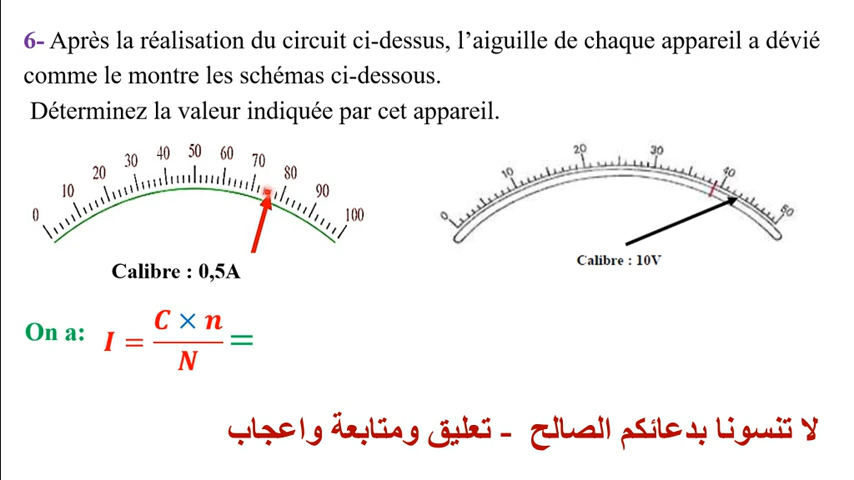 6- Après la réalisation du circuit ci-dessus, l'aiguille de chaque appareil a dévié
comme le montre les schémas ci-dessous.
Déterminez la valeur indiquée par cet appareil.
0 10 20 30 40 50 60 70 80 90 100
0 10 20 30 40 50
Calibre : 0,5A
Calibre : 10V
On a: I = C × n / N =
لا تنسونا بدعائكم الصالح - تعليق ومتابعة واعجاب